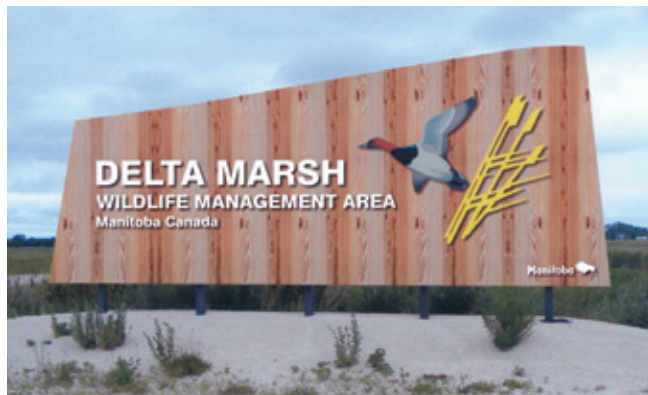 DELTA MARSH
WILDLIFE MANAGEMENT AREA
Manitoba Canada
Manitoba